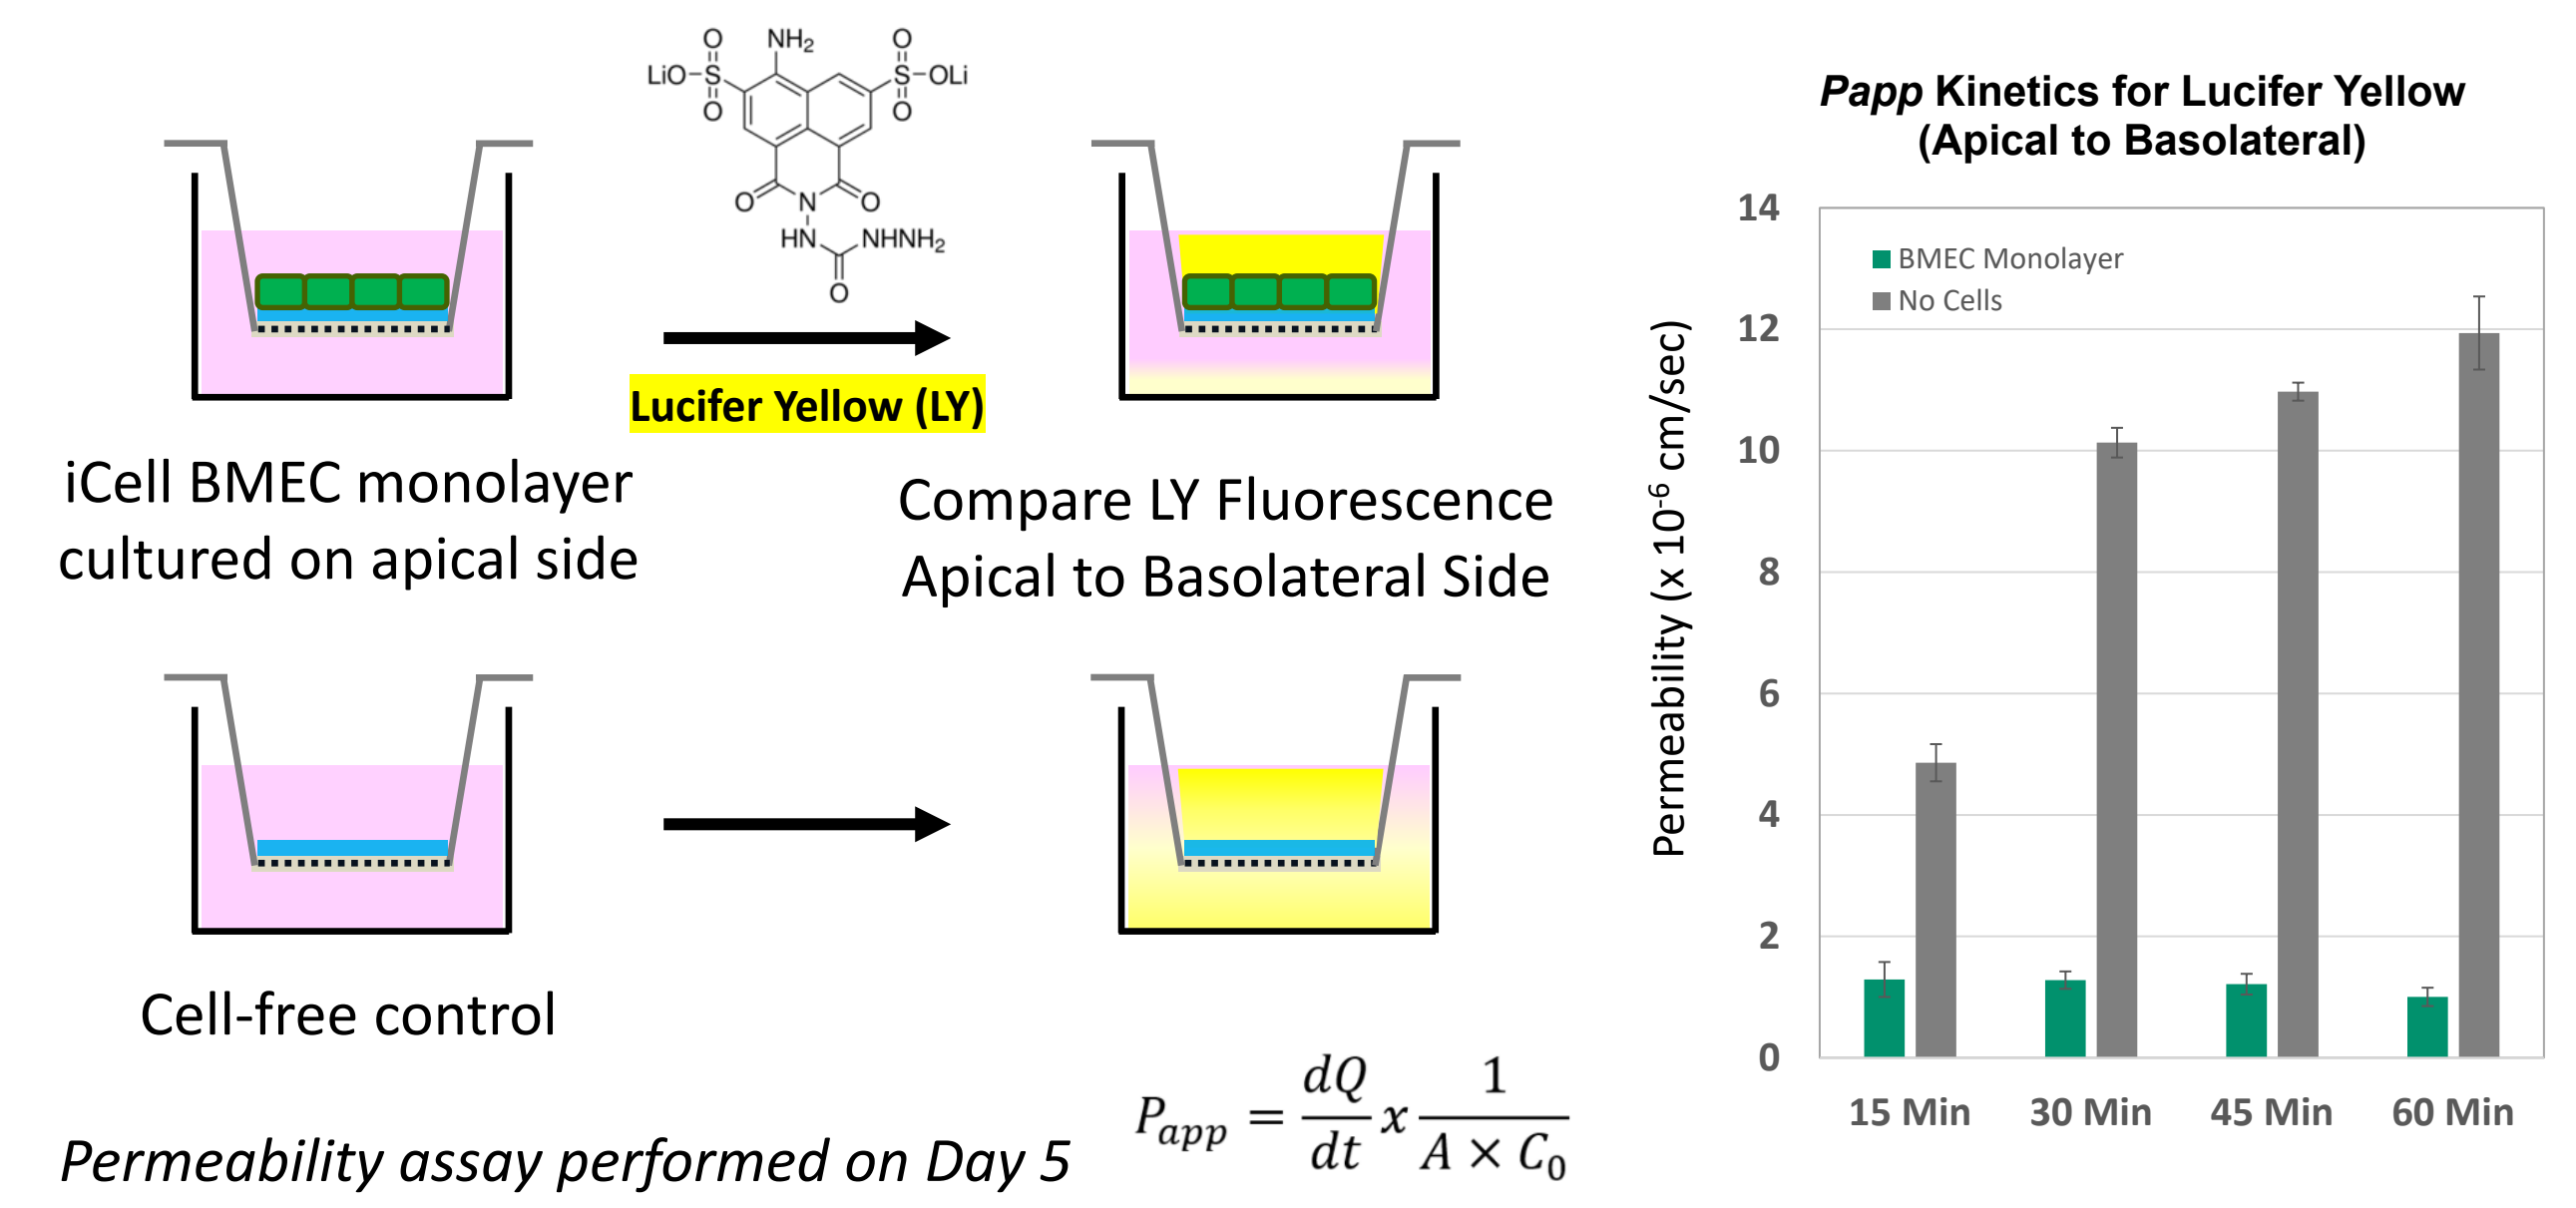 NH₂
O
O
LiO-S
S-OLi
O
O
O
N
O
HN
NHNH₂
O
Lucifer Yellow (LY)
iCell BMEC monolayer
cultured on apical side
Compare LY Fluorescence
Apical to Basolateral Side
Cell-free control
Permeability assay performed on Day 5
P_app = dQ/dt x 1/(A × C₀)
Papp Kinetics for Lucifer Yellow
(Apical to Basolateral)
BMEC Monolayer
No Cells
Permeability (x 10⁻⁶ cm/sec)
14
12
10
8
6
4
2
0
15 Min
30 Min
45 Min
60 Min